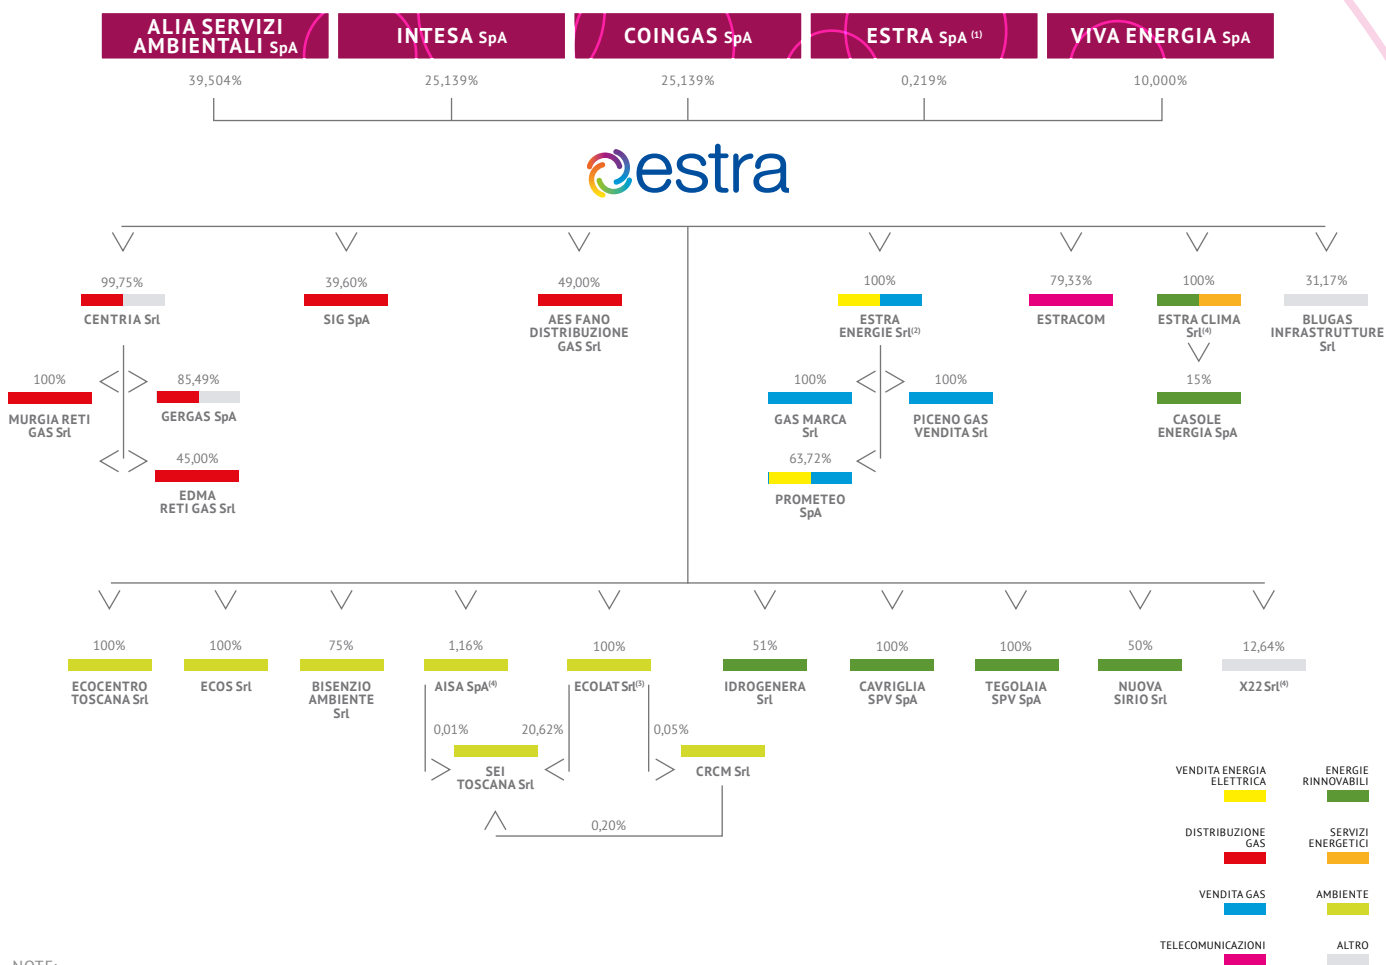 ALIA SERVIZI
AMBIENTALI SpA
INTESA SpA
COINGAS SpA
ESTRA SpA (1)
VIVA ENERGIA SpA
39,504%
25,139%
25,139%
0,219%
10,000%
estra
99,75%
CENTRIA Srl
39,60%
SIG SpA
49,00%
AES FANO
DISTRIBUZIONE
GAS Srl
100%
ESTRA
ENERGIE Srl(2)
79,33%
ESTRACOM
100%
ESTRA CLIMA
Srl(4)
31,17%
BLUGAS
INFRASTRUTTURE
Srl
100%
MURGIA RETI
GAS Srl
85,49%
GERGAS SpA
45,00%
EDMA
RETI GAS Srl
100%
GAS MARCA
Srl
100%
PICENO GAS
VENDITA Srl
63,72%
PROMETEO
SpA
15%
CASOLE
ENERGIA SpA
100%
ECOCENTRO
TOSCANA Srl
100%
ECOS Srl
75%
BISENZIO
AMBIENTE
Srl
1,16%
AISA SpA(4)
100%
ECOLAT Srl(3)
51%
IDROGENERA
Srl
100%
CAVRIGLIA
SPV SpA
100%
TEGOLAIA
SPV SpA
50%
NUOVA
SIRIO Srl
12,64%
X22 Srl(4)
0,01%
20,62%
SEI
TOSCANA Srl
0,05%
CRCM Srl
0,20%
VENDITA ENERGIA
ELETTRICA
ENERGIE
RINNOVABILI
DISTRIBUZIONE
GAS
SERVIZI
ENERGETICI
VENDITA GAS
AMBIENTE
TELECOMUNICAZIONI
ALTRO
NOTE: